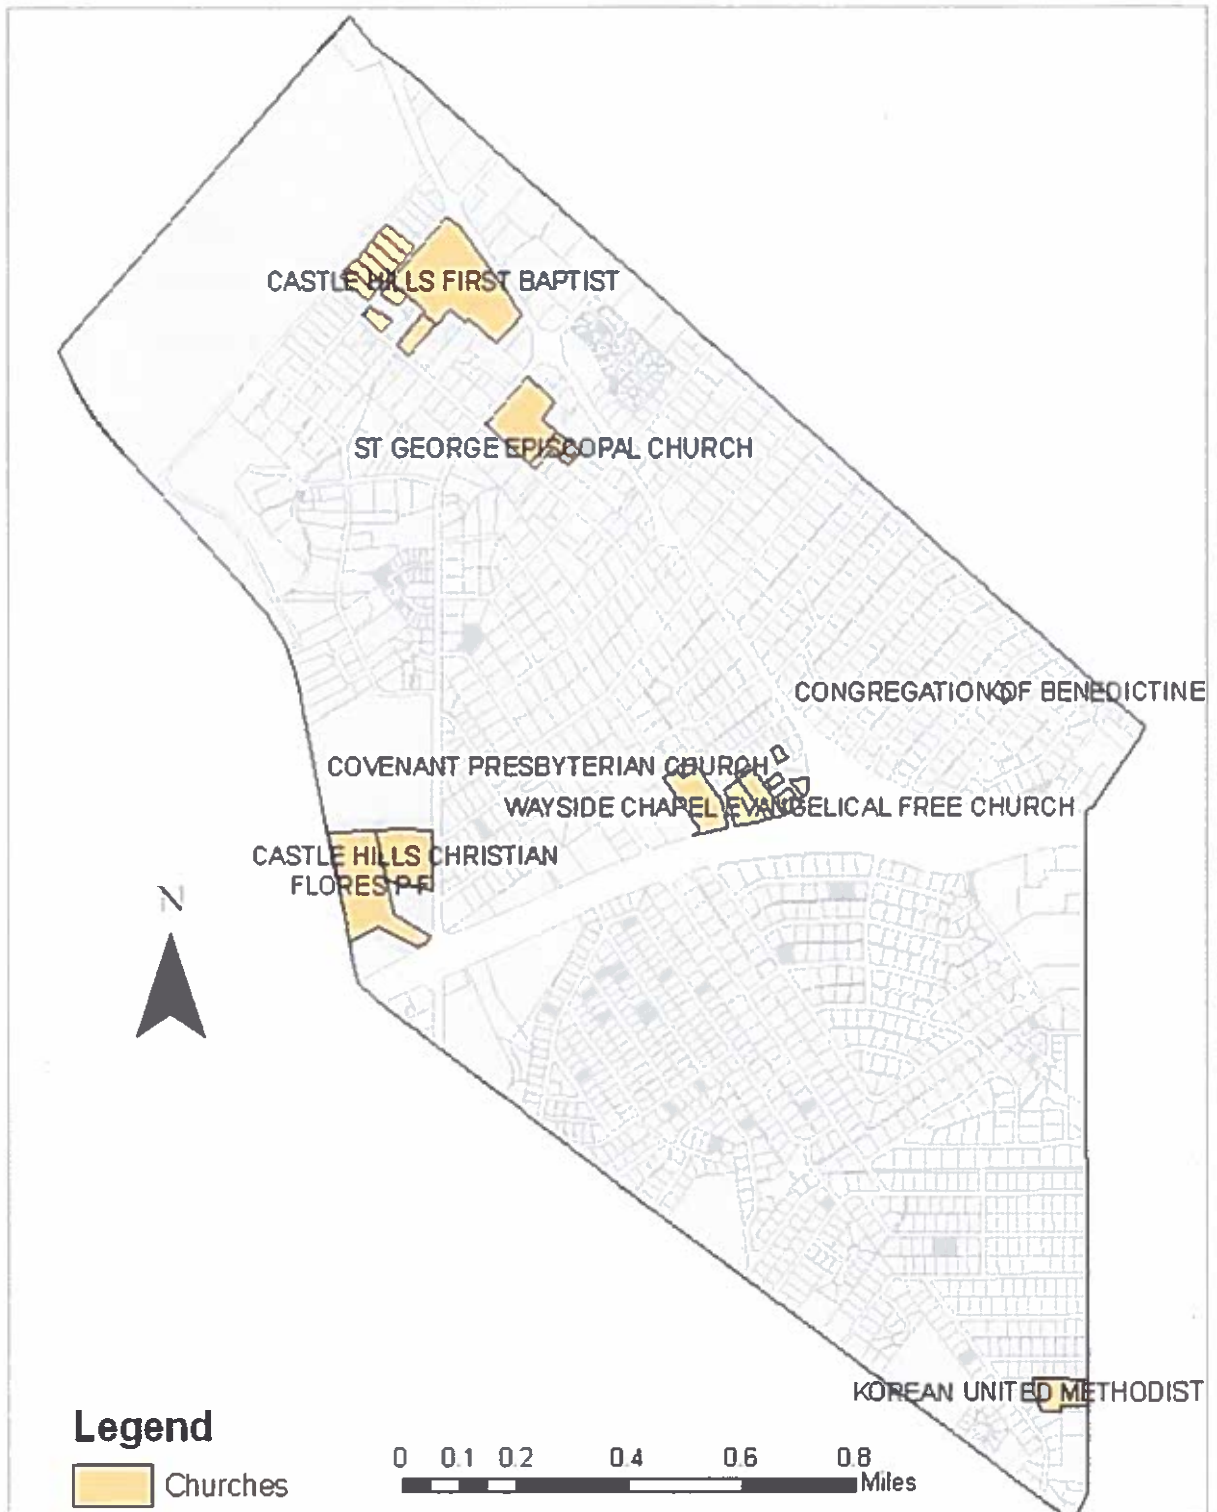 CASTLE HILLS FIRST BAPTIST
ST GEORGE EPISCOPAL CHURCH
CONGREGATION OF BENEDICTINE
COVENANT PRESBYTERIAN CHURCH
WAYSIDE CHAPEL EVANGELICAL FREE CHURCH
CASTLE HILLS CHRISTIAN
FLORES P F
N
KOREAN UNITED METHODIST
Legend
Churches
0 0.1 0.2 0.4 0.6 0.8
Miles